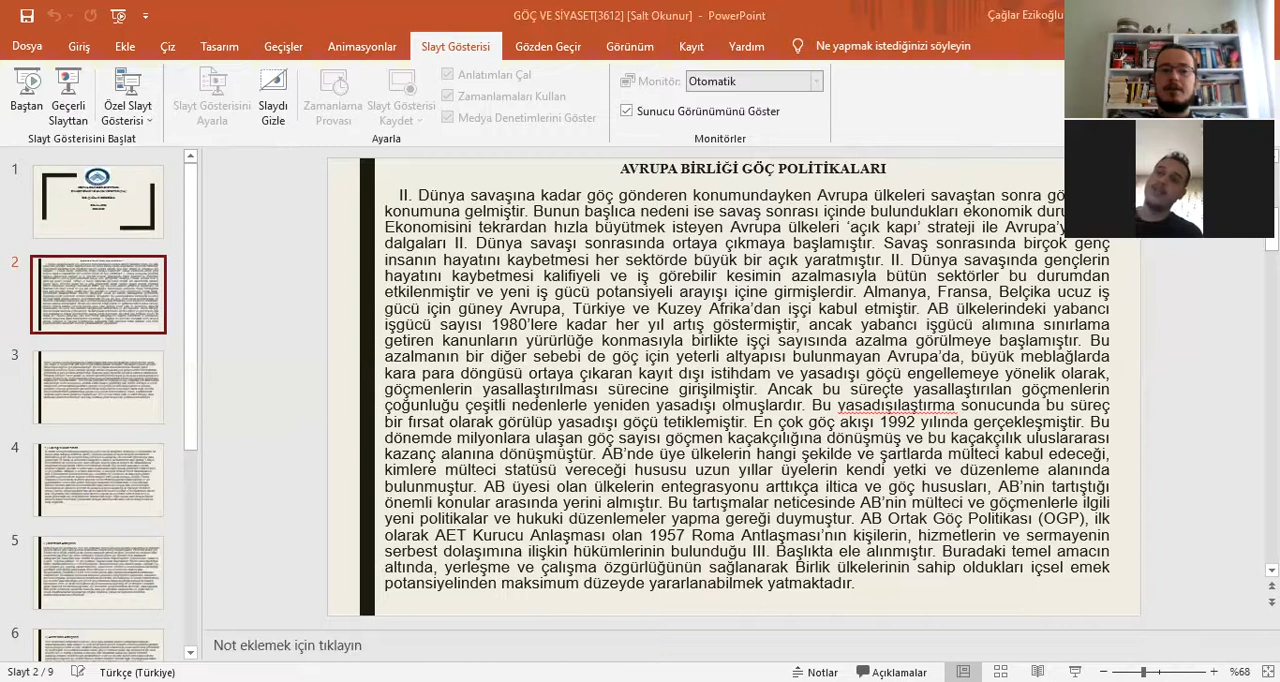 GÖÇ VE SİYASET[3612] [Salt Okunur] - PowerPoint
Çağlar Ezikoğlu
Dosya Giriş Ekle Çiz Tasarım Geçişler Animasyonlar Slayt Gösterisi Gözden Geçir Görünüm Kayıt Yardım Ne yapmak istediğinizi söyleyin
Baştan
Geçerli Slayttan
Özel Slayt Gösterisi
Slayt Gösterisini Başlat
Slayt Gösterisini Ayarla
Slaydı Gizle
Zamanlama Provası
Slayt Gösterisi Kaydet
Anlatımları Çal
Zamanlamaları Kullan
Medya Denetimlerini Göster
Ayarla
Monitör: Otomatik
Sunucu Görünümünü Göster
Monitörler
1
2
3
4
5
6
AVRUPA BİRLİĞİ GÖÇ POLİTİKALARI
II. Dünya savaşına kadar göç gönderen konumundayken Avrupa ülkeleri savaştan sonra
konumuna gelmiştir. Bunun başlıca nedeni ise savaş sonrası içinde bulundukları ekonomik
Ekonomisini tekrardan hızla büyütmek isteyen Avrupa ülkeleri ‘açık kapı’ strateji ile
dalgaları II. Dünya savaşı sonrasında ortaya çıkmaya başlamıştır. Savaş sonrasında birçok genç
insanın hayatını kaybetmesi her sektörde büyük bir açık yaratmıştır. II. Dünya savaşında gençlerin
hayatını kaybetmesi kalifiyeli ve iş görebilir kesimin azalmasıyla bütün sektörler bu durumdan
etkilenmiştir ve yeni iş gücü potansiyeli arayışı içine girmişlerdir. Almanya, Fransa, Belçika ucuz iş
gücü için güney Avrupa, Türkiye ve Kuzey Afrika’dan işçi kabul etmiştir. AB ülkelerindeki yabancı
işgücü sayısı 1980’lere kadar her yıl artış göstermiştir, ancak yabancı işgücü alımına sınırlama
getiren kanunların yürürlüğe konmasıyla birlikte işçi sayısında azalma görülmeye başlamıştır. Bu
azalmanın bir diğer sebebi de göç için yeterli altyapısı bulunmayan Avrupa’da, büyük meblağlarda
kara para döngüsü ortaya çıkaran kayıt dışı istihdamı ve yasadışı göçü engellemeye yönelik olarak,
göçmenlerin yasallaştırılması sürecine girişilmiştir. Ancak bu süreçte yasallaştırılan göçmenlerin
çoğunluğu çeşitli nedenlerle yeniden yasadışı olmuşlardır. Bu yasadışılaştırma sonucunda bu süreç
bir fırsat olarak görülüp yasadışı göçü tetiklemiştir. En çok göç akışı 1992 yılında gerçekleşmiştir. Bu
dönemde milyonlara ulaşan göç sayısı göçmen kaçakçılığına dönüşmüş ve bu kaçakçılık uluslararası
kazanç alanına dönüşmüştür. AB’nde üye ülkelerin hangi şekilde ve şartlarda mülteci kabul edeceği,
kimlere mülteci statüsü vereceği hususu uzun yıllar üyelerin kendi yetki ve düzenleme alanında
bulunmuştur. AB üyesi olan ülkelerin entegrasyonu arttıkça iltica ve göç hususları, AB’nin tartıştığı
önemli konular arasında yerini almıştır. Bu tartışmalar neticesinde AB’nin mülteci ve göçmenlerle ilgili
yeni politikalar ve hukuki düzenlemeler yapma gereği duymuştur. AB Ortak Göç Politikası (OGP), ilk
olarak AET Kurucu Anlaşması olan 1957 Roma Antlaşması’nın kişilerin, hizmetlerin ve sermayenin
serbest dolaşımına ilişkin hükümlerinin bulunduğu maddelerde ele alınmıştır. Buradaki temel amacın
altında, yerleşme ve çalışma özgürlüğünün sağlanarak AB ülkelerinin sahip oldukları içsel emek
potansiyelinden maksimum düzeyde yararlanabilmek yatmaktadır.
Not eklemek için tıklayın
Slayt 2 / 9 Türkçe (Türkiye) Notlar Açıklamalar %68